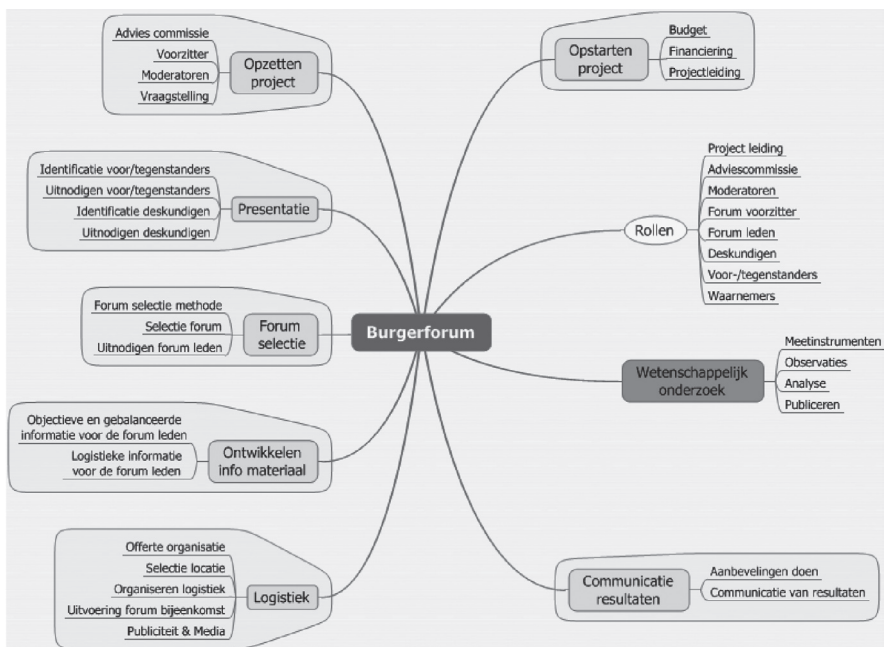 Advies commissie
Voorzitter
Moderatoren
Vraagstelling
Opzetten
project
Identificatie voor/tegenstanders
Uitnodigen voor/tegenstanders
Identificatie deskundigen
Uitnodigen deskundigen
Presentatie
Forum selectie methode
Selectie forum
Uitnodigen forum leden
Forum
selectie
Objectieve en gebalanceerde
informatie voor de forum leden
Logistieke informatie
voor de forum leden
Ontwikkelen
info materiaal
Offerte organisatie
Selectie locatie
Organiseren logistiek
Uitvoering forum bijeenkomst
Publiciteit & Media
Logistiek
Burgerforum
Opstarten
project
Budget
Financiering
Projectleiding
Rollen
Project leiding
Adviescommissie
Moderatoren
Forum voorzitter
Forum leden
Deskundigen
Voor-/tegenstanders
Waarnemers
Wetenschappelijk
onderzoek
Meetinstrumenten
Observaties
Analyse
Publiceren
Communicatie
resultaten
Aanbevelingen doen
Communicatie van resultaten